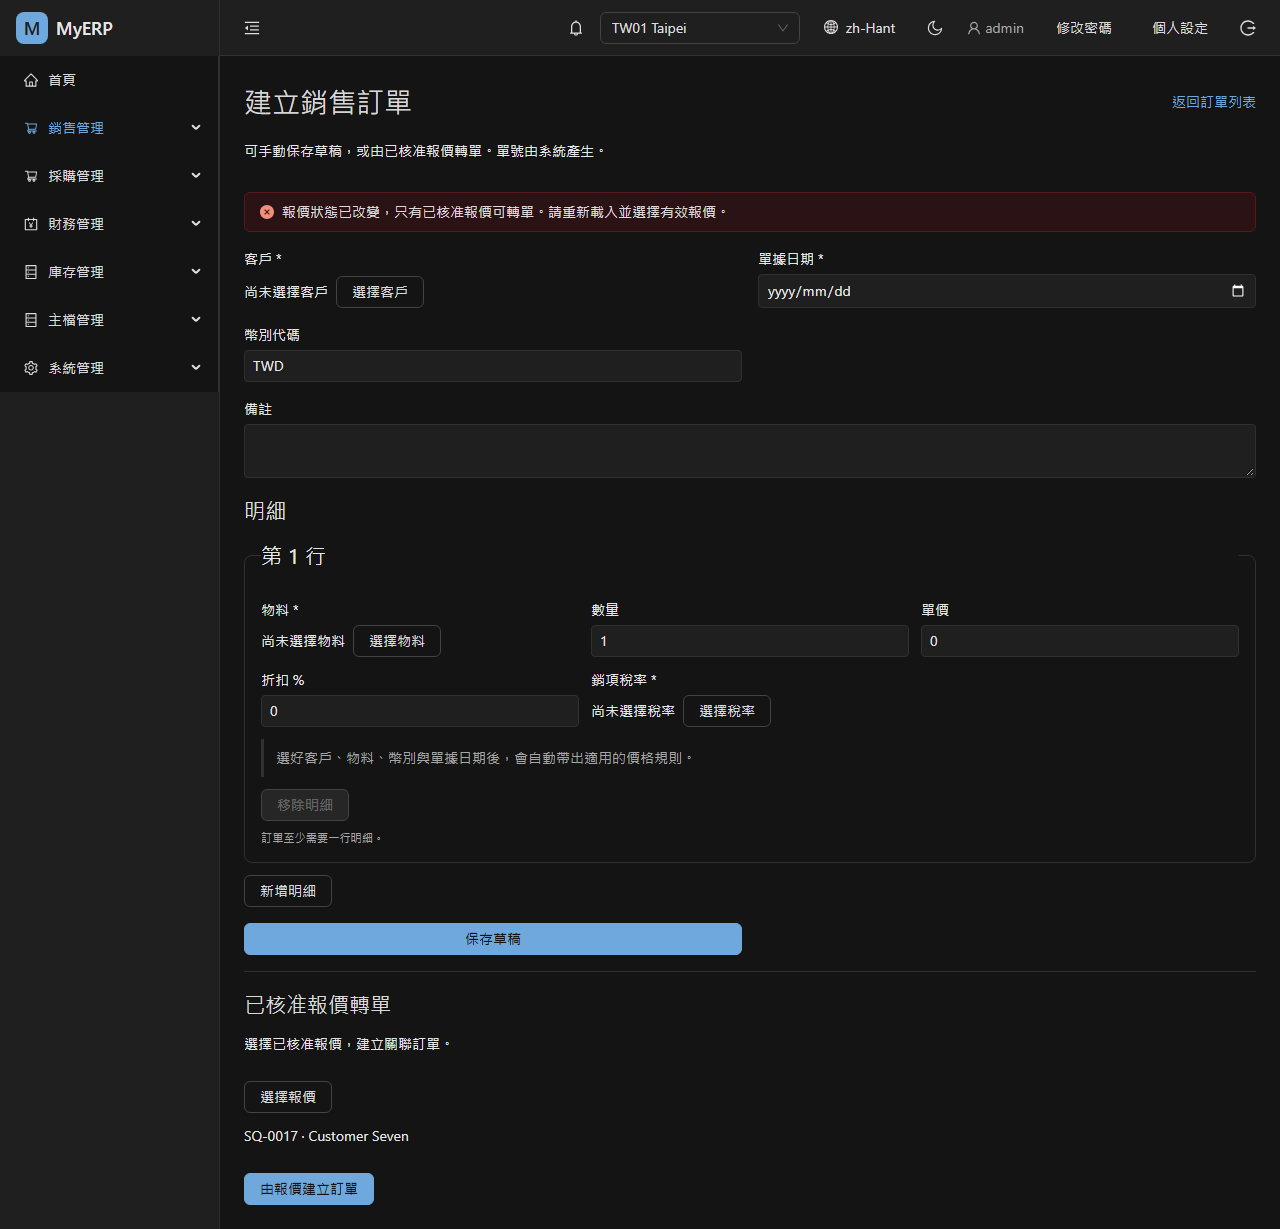 M MyERP
TW01 Taipei
zh-Hant
admin
修改密碼
個人設定
首頁
銷售管理
採購管理
財務管理
庫存管理
主檔管理
系統管理
建立銷售訂單
返回訂單列表
可手動保存草稿，或由已核准報價轉單。單號由系統產生。
報價狀態已改變，只有已核准報價可轉單。請重新載入並選擇有效報價。
客戶 *
單據日期 *
尚未選擇客戶 選擇客戶
yyyy/mm/dd
幣別代碼
TWD
備註
明細
第 1 行
物料 *
數量
單價
尚未選擇物料 選擇物料
1
0
折扣 %
銷項稅率 *
0
尚未選擇稅率 選擇稅率
選好客戶、物料、幣別與單據日期後，會自動帶出適用的價格規則。
移除明細
訂單至少需要一行明細。
新增明細
保存草稿
已核准報價轉單
選擇已核准報價，建立關聯訂單。
選擇報價
SQ-0017 · Customer Seven
由報價建立訂單